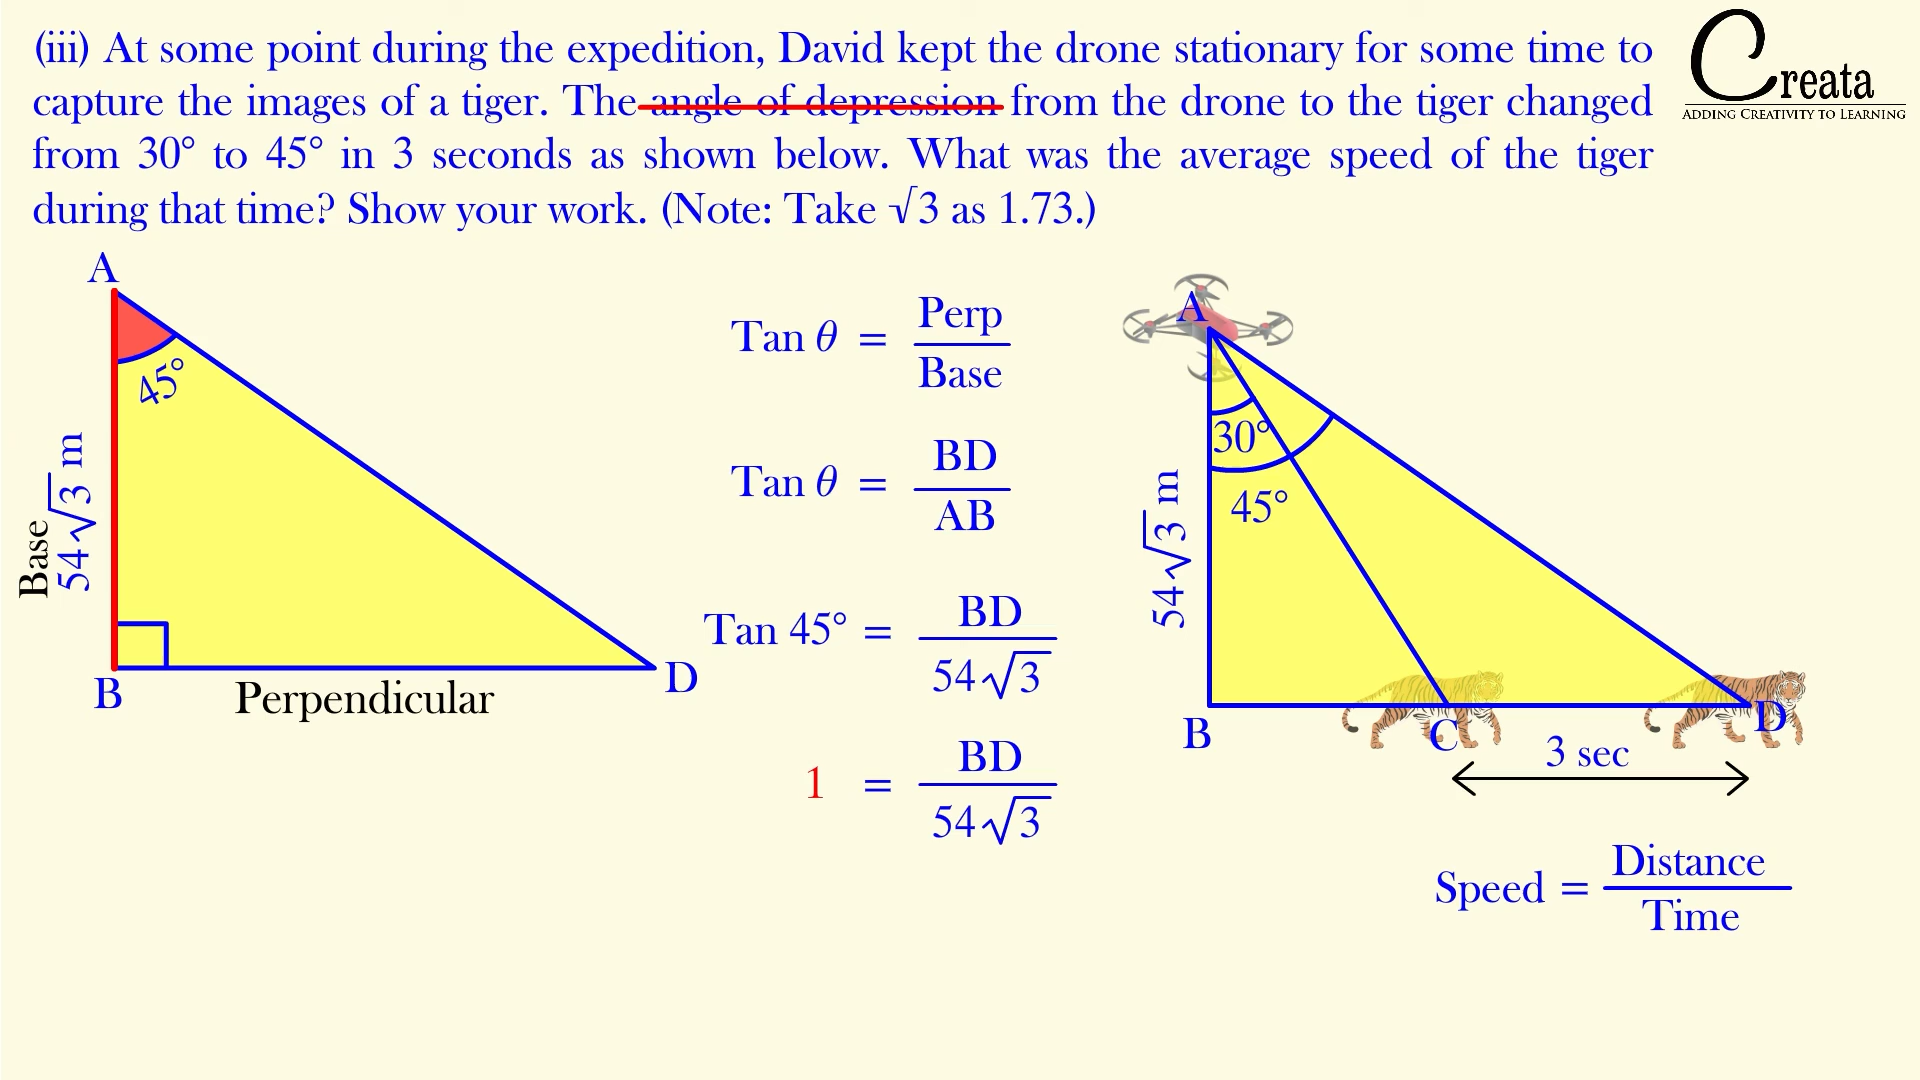 (iii) At some point during the expedition, David kept the drone stationary for some time to
capture the images of a tiger. The angle of depression from the drone to the tiger changed
from 30° to 45° in 3 seconds as shown below. What was the average speed of the tiger
during that time? Show your work. (Note: Take √3 as 1.73.)
Creata
ADDING CREATIVITY TO LEARNING
A
45°
Base
54√3 m
B
Perpendicular
D
Tan θ = Perp / Base
Tan θ = BD / AB
Tan 45° = BD / 54√3
1 = BD / 54√3
A
30°
45°
54√3 m
B
C
D
3 sec
Speed = Distance / Time